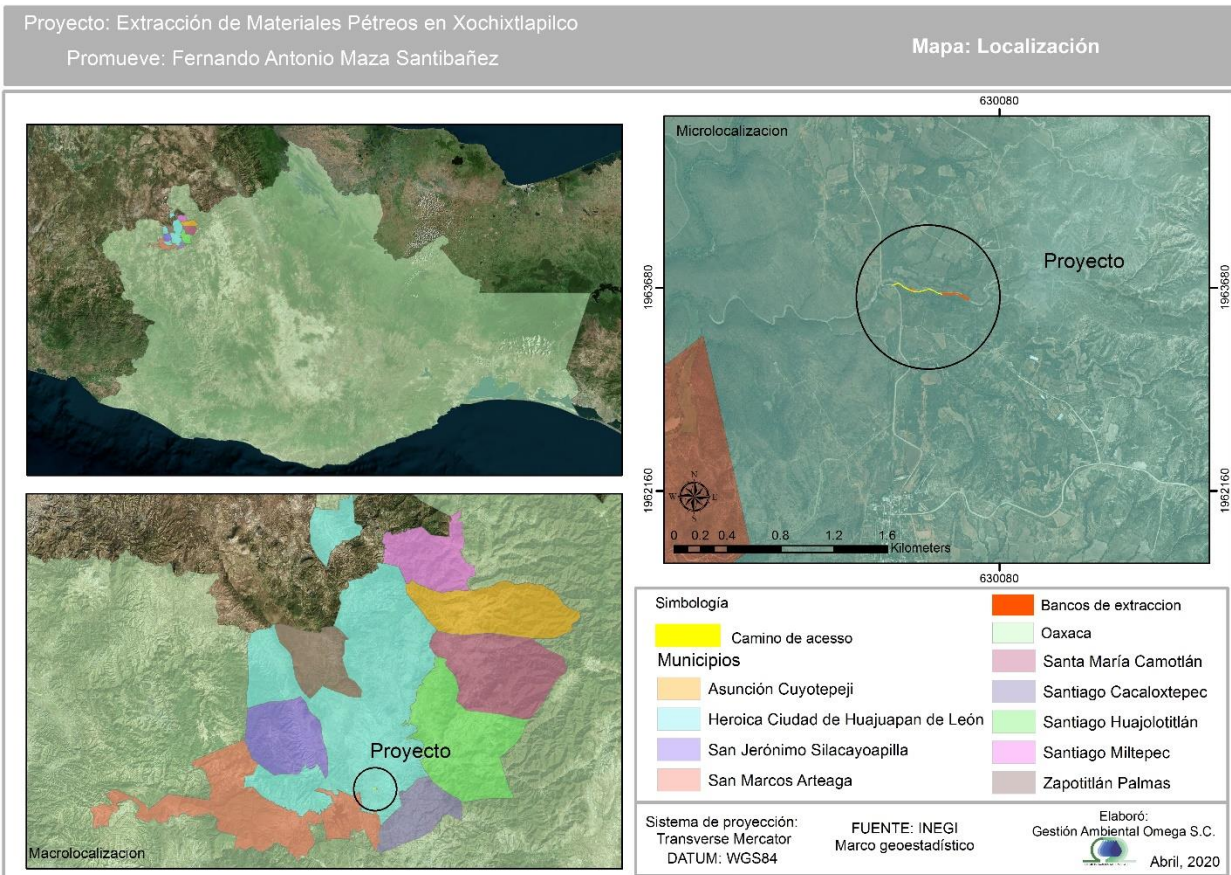 Proyecto: Extracción de Materiales Pétreos en Xochixtlapilco
Promueve: Fernando Antonio Maza Santibañez
Mapa: Localización
630080
Microlocalizacion
Proyecto
1963680
1963680
1962160
1962160
N
W E
S
0 0.2 0.4 0.8 1.2 1.6
Kilometers
630080
Proyecto
Macrolocalizacion
Simbología
Camino de acesso
Municipios
Asunción Cuyotepeji
Heroica Ciudad de Huajuapan de León
San Jerónimo Silacayoapilla
San Marcos Arteaga
Bancos de extraccion
Oaxaca
Santa María Camotlán
Santiago Cacaloxtepec
Santiago Huajolotitlán
Santiago Miltepec
Zapotitlán Palmas
Sistema de proyección:
Transverse Mercator
DATUM: WGS84
FUENTE: INEGI
Marco geoestadístico
Elaboró:
Gestión Ambiental Omega S.C.
Abril, 2020